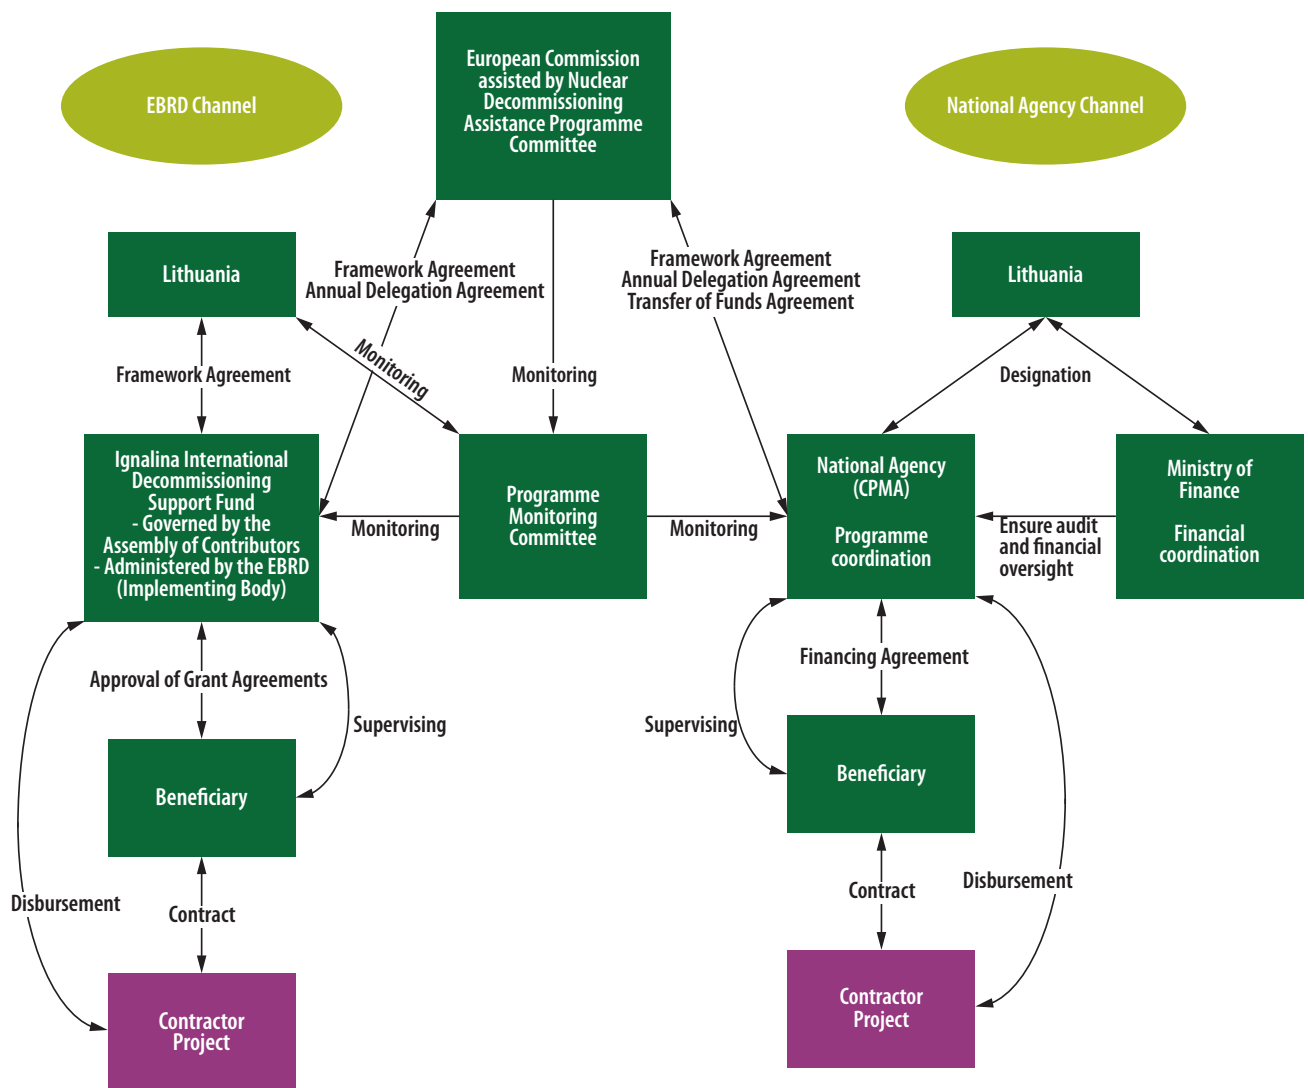 EBRD Channel
European Commission
assisted by Nuclear
Decommissioning
Assistance Programme
Committee
National Agency Channel
Lithuania
Framework Agreement
Annual Delegation Agreement
Framework Agreement
Annual Delegation Agreement
Transfer of Funds Agreement
Lithuania
Framework Agreement
Monitoring
Monitoring
Designation
Ignalina International
Decommissioning
Support Fund
- Governed by the
Assembly of Contributors
- Administered by the EBRD
(Implementing Body)
Monitoring
Programme
Monitoring
Committee
Monitoring
National Agency
(CPMA)
Programme
coordination
Ensure audit
and financial
oversight
Ministry of
Finance
Financial
coordination
Approval of Grant Agreements
Supervising
Financing Agreement
Supervising
Beneficiary
Beneficiary
Disbursement
Contract
Contract
Disbursement
Contractor
Project
Contractor
Project